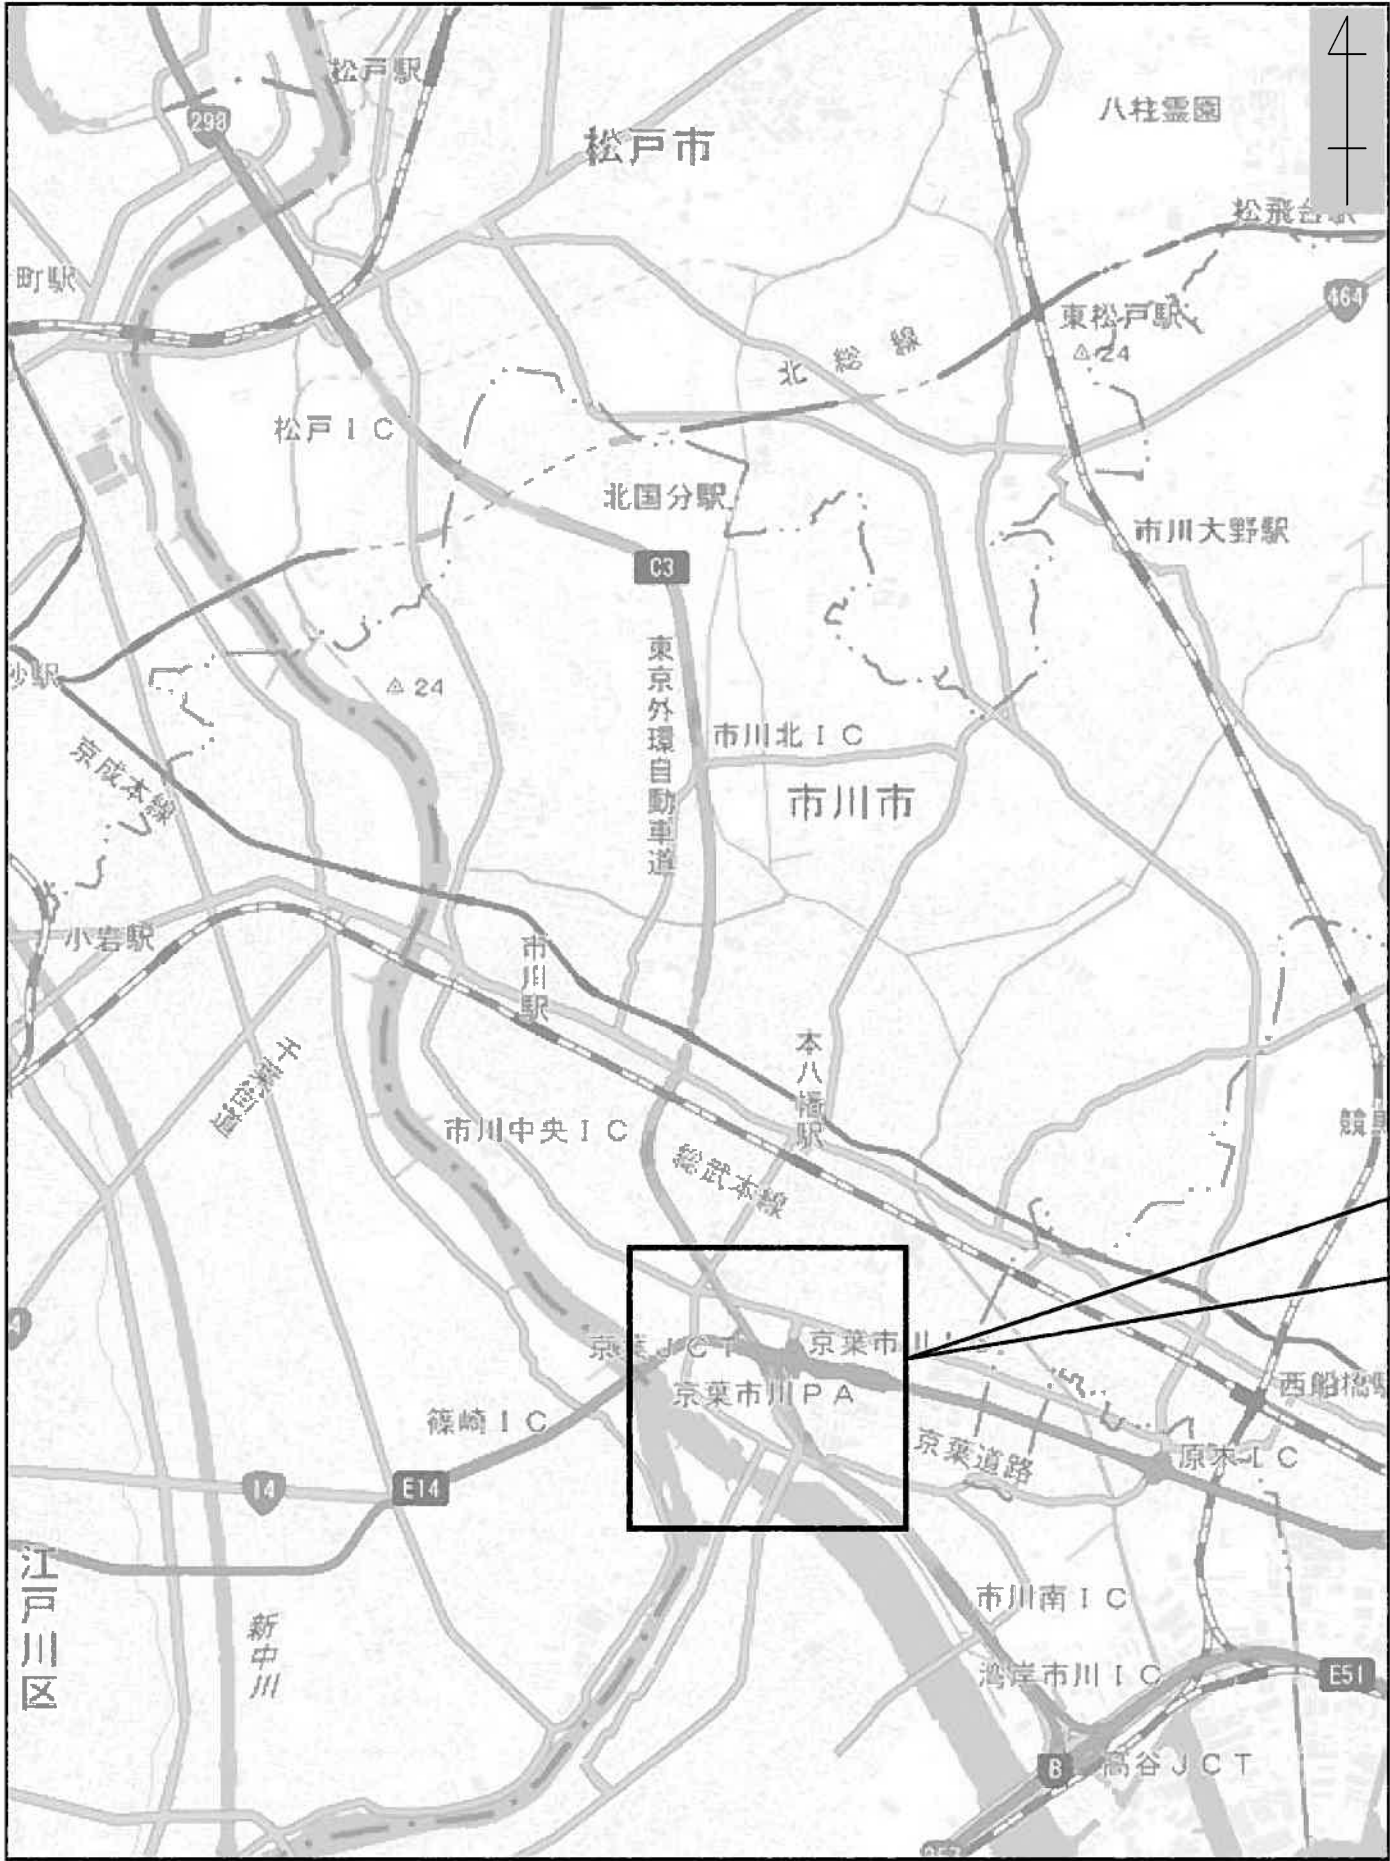 松戸駅
298
松戸市
八柱霊園
松飛台駅
町駅
464
東松戸駅
24
北総線
松戸IC
北国分駅
市川大野駅
C3
東京外環自動車道
24
市川北IC
京成本線
市川市
小岩駅
市川駅
本八幡駅
千葉街道
市川中央IC
総武本線
京葉JCT
京葉市川
京葉市川PA
西船橋駅
篠崎IC
京葉道路
原木IC
14
E14
江戸川区
新中川
市川南IC
湾岸市川IC
E51
B
高谷JCT